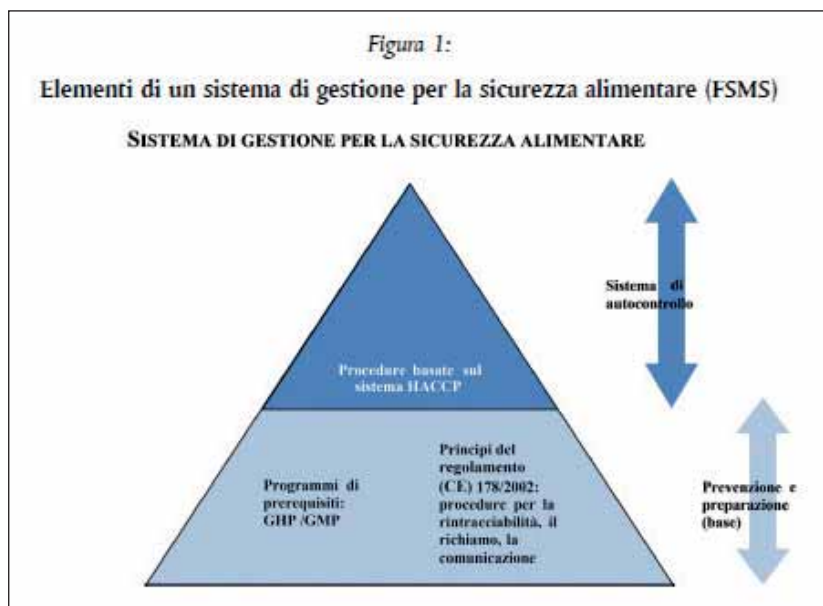 Figura 1:
Elementi di un sistema di gestione per la sicurezza alimentare (FSMS)
SISTEMA DI GESTIONE PER LA SICUREZZA ALIMENTARE
Sistema di
autocontrollo
Procedure basate sul
sistema HACCP
Programmi di
prerequisiti:
GHP /GMP
Principi del
regolamento
(CE) 178/2002:
procedure per la
rintracciabilità, il
richiamo, la
comunicazione
Prevenzione e
preparazione
(base)